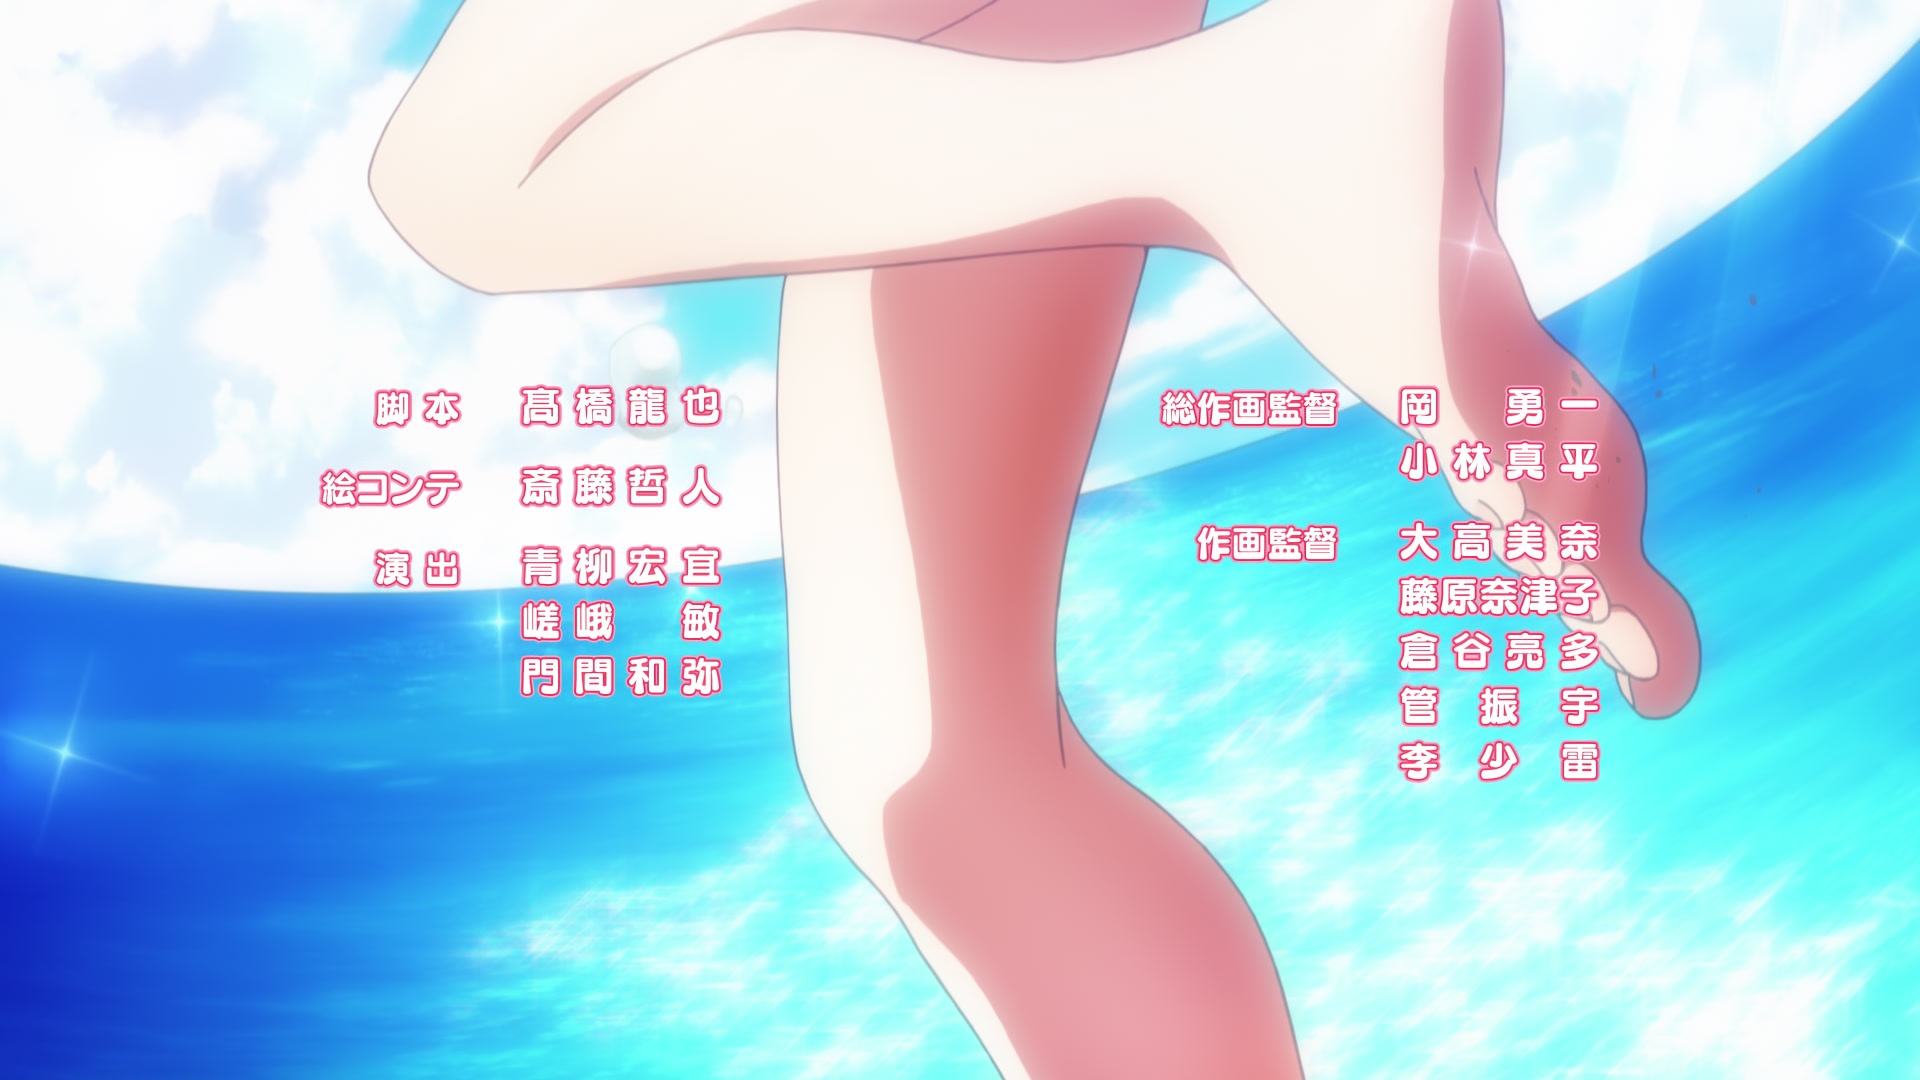 脚本 髙橋龍也
絵コンテ 斎藤哲人
演出 青柳宏宜
嵯峨 敏
門間和弥
総作画監督 岡 勇一
小林真平
作画監督 大高美奈
藤原奈津子
倉谷亮多
管振宇
李少雷